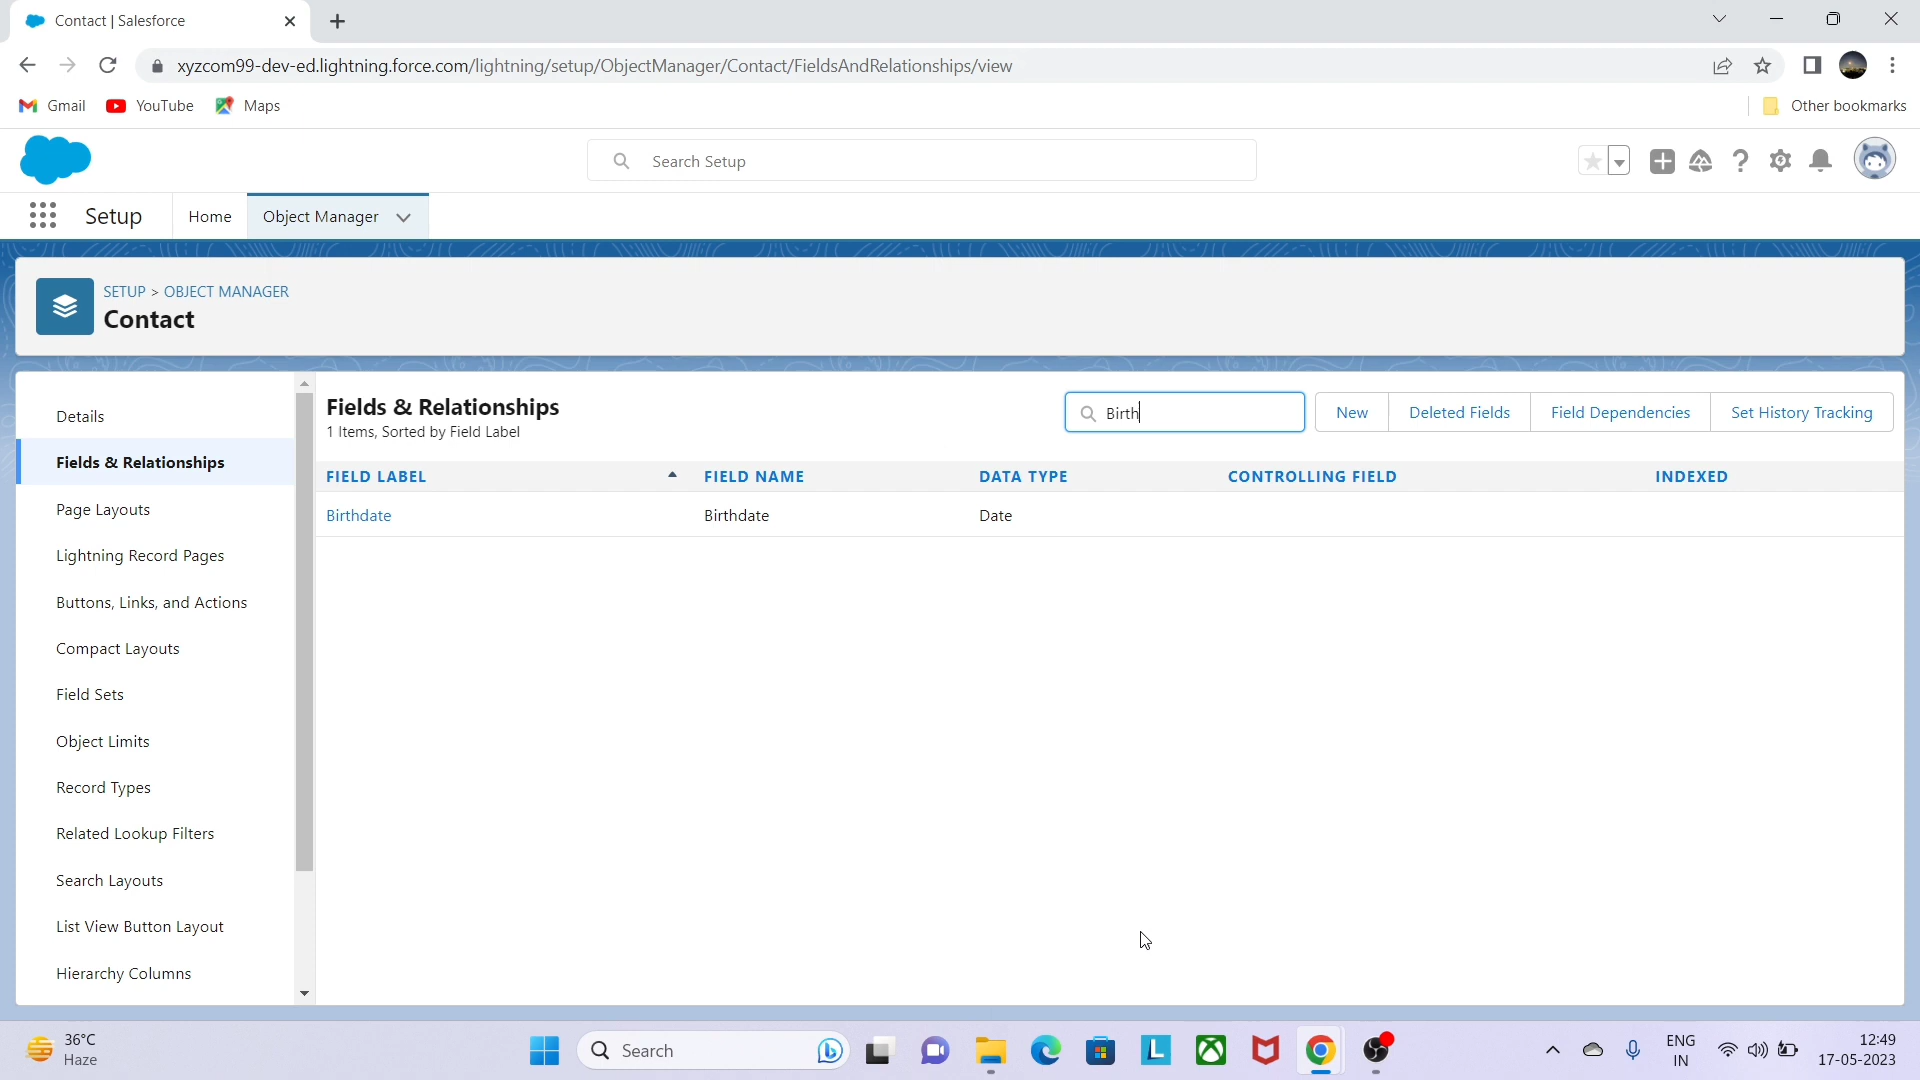 Contact | Salesforce
xyzcom99-dev-ed.lightning.force.com/lightning/setup/ObjectManager/Contact/FieldsAndRelationships/view
Gmail YouTube Maps Other bookmarks
Search Setup
Setup Home Object Manager
SETUP > OBJECT MANAGER
Contact
Details
Fields & Relationships
Page Layouts
Lightning Record Pages
Buttons, Links, and Actions
Compact Layouts
Field Sets
Object Limits
Record Types
Related Lookup Filters
Search Layouts
List View Button Layout
Hierarchy Columns
Fields & Relationships
1 Items, Sorted by Field Label
Birth New Deleted Fields Field Dependencies Set History Tracking
FIELD LABEL FIELD NAME DATA TYPE CONTROLLING FIELD INDEXED
Birthdate Birthdate Date
36°C
Haze
Search
L
ENG
IN
12:49
17-05-2023